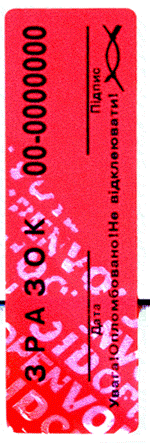 ЗРАЗОК 00-0000000
Дата Підпис
Увага!Опломбовано!Не відклеювати!